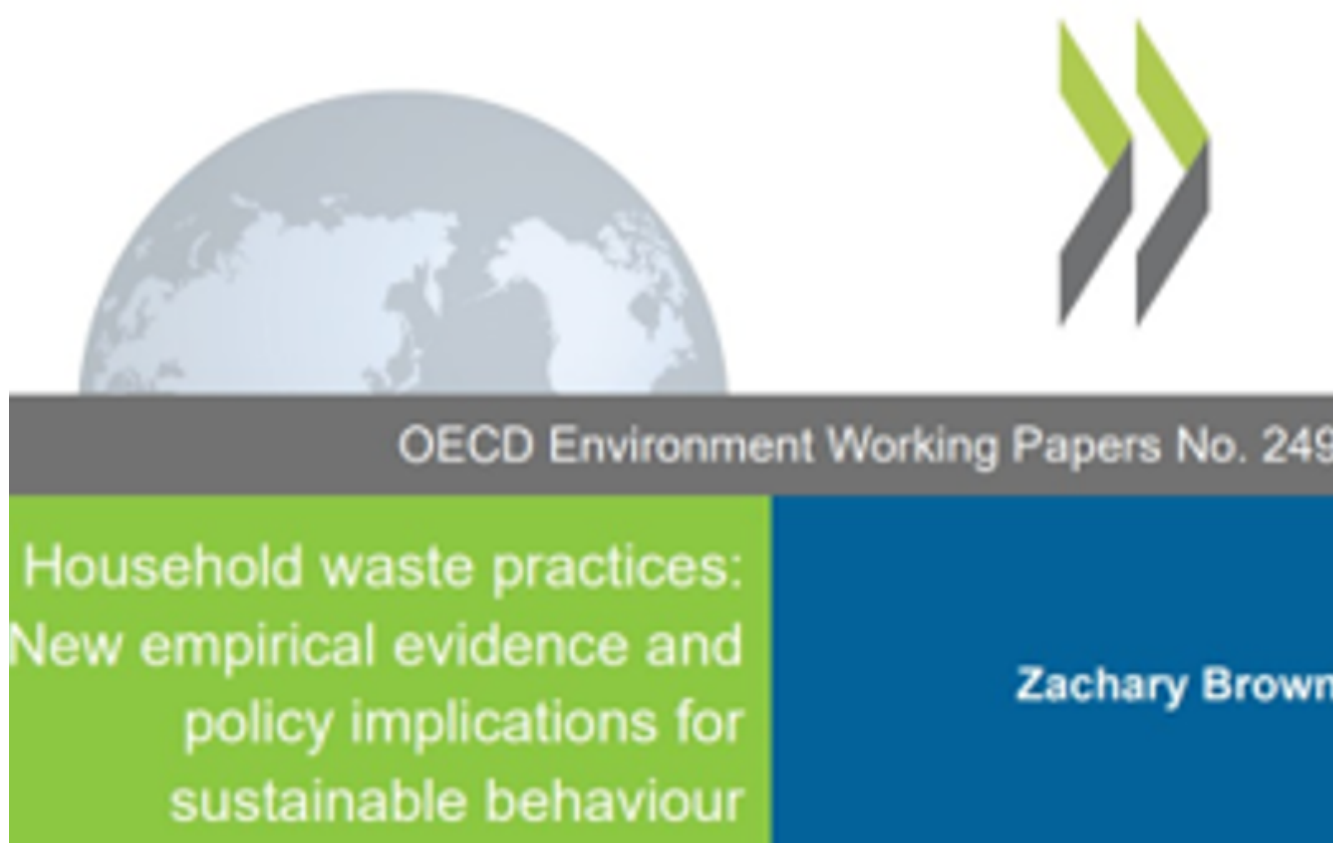 OECD Environment Working Papers No. 249
Household waste practices:
New empirical evidence and
policy implications for
sustainable behaviour
Zachary Brown